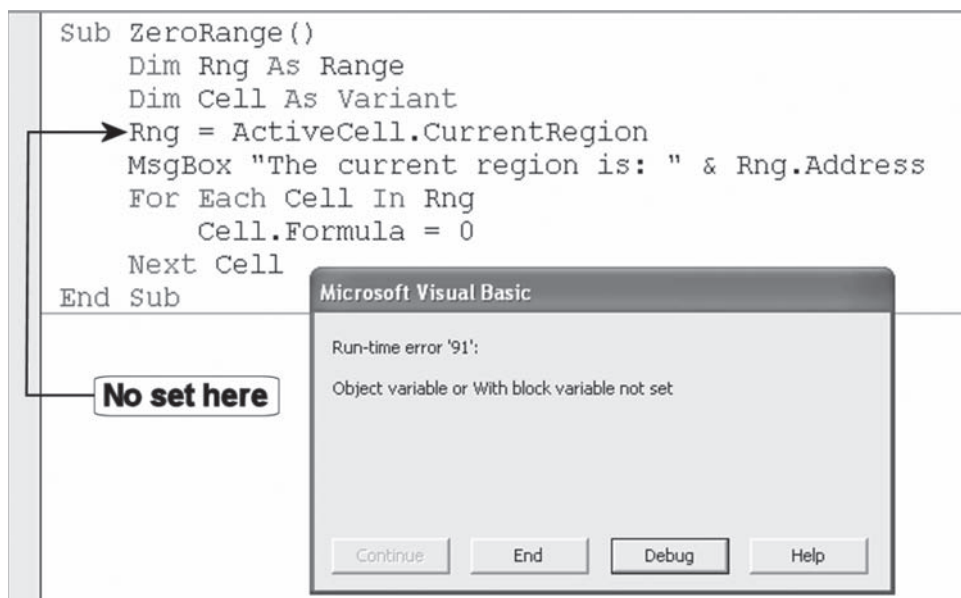 Sub ZeroRange()
Dim Rng As Range
Dim Cell As Variant
Rng = ActiveCell.CurrentRegion
MsgBox "The current region is: " & Rng.Address
For Each Cell In Rng
Cell.Formula = 0
Next Cell
End Sub
No set here
Microsoft Visual Basic
Run-time error '91':
Object variable or With block variable not set
Continue End Debug Help